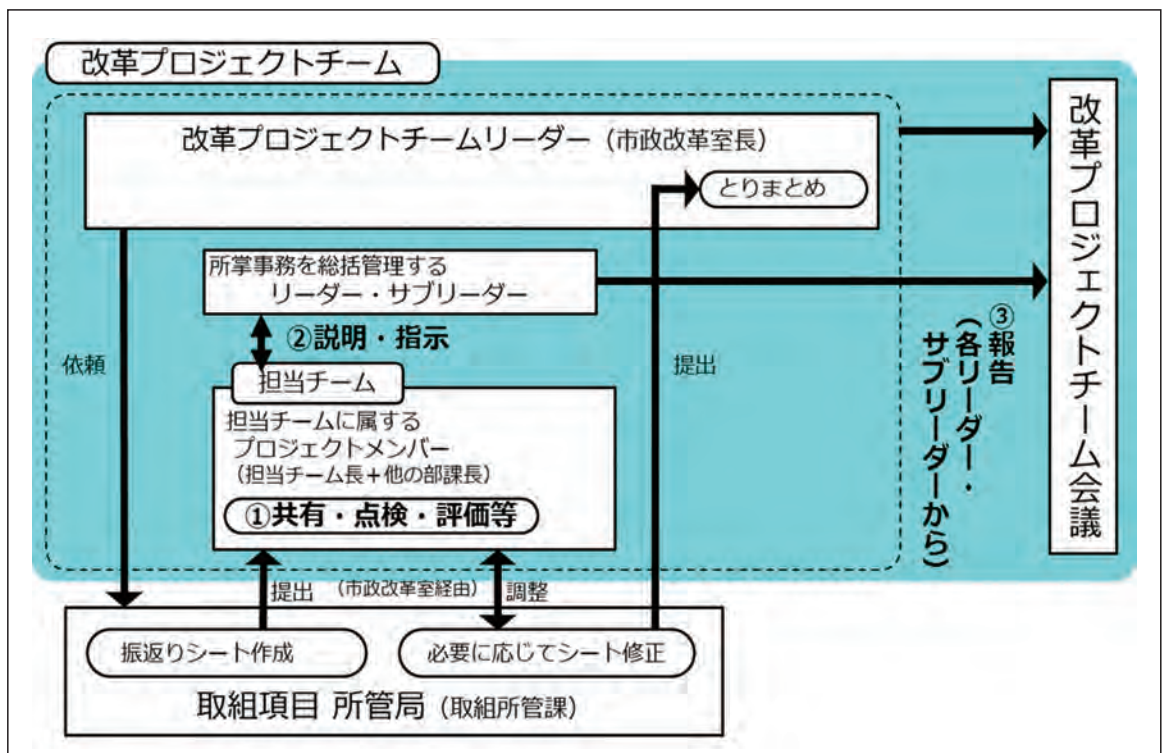 改革プロジェクトチーム
改革プロジェクトチームリーダー（市政改革室長）
とりまとめ
所掌事務を総括管理する
リーダー・サブリーダー
②説明・指示
依頼
提出
担当チーム
担当チームに属する
プロジェクトメンバー
（担当チーム長＋他の部課長）
①共有・点検・評価等
③報告
（各リーダー・
サブリーダーから）
改革プロジェクトチーム会議
提出
（市政改革室経由）
調整
振返りシート作成
必要に応じてシート修正
取組項目 所管局（取組所管課）